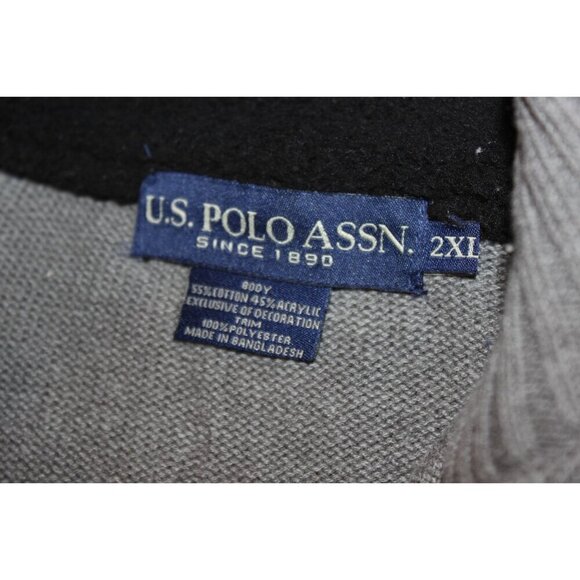 U.S. POLO ASSN.
SINCE 1890
2XL
BODY
55% COTTON 45% ACRYLIC
EXCLUSIVE OF DECORATION
TRIM
100% POLYESTER
MADE IN BANGLADESH